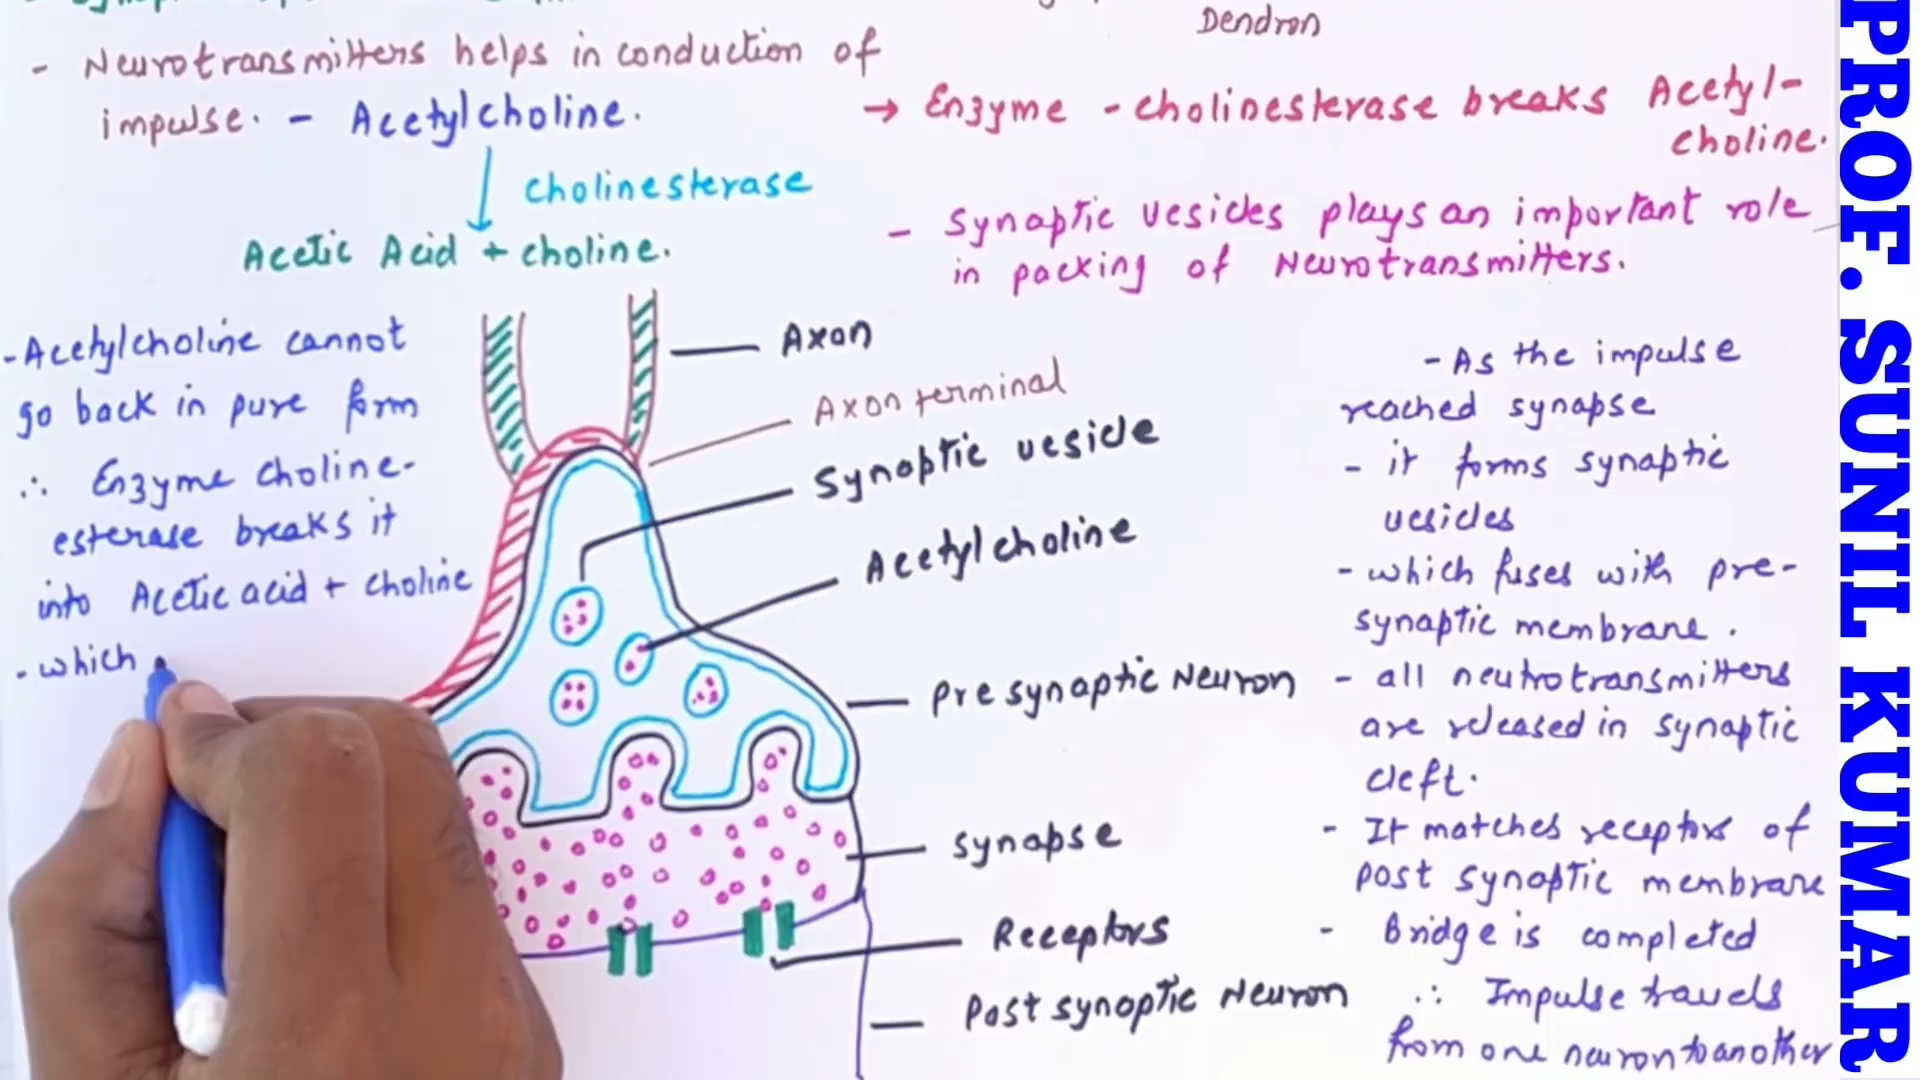 Dendron
- Neurotransmitters helps in conduction of
impulse. - Acetylcholine.
Cholinesterase
Acetic Acid + choline.
→ Enzyme - cholinesterase breaks Acetyl-
choline.
- Synaptic vesicles plays an important role
in packing of Neurotransmitters.
- Acetylcholine cannot
go back in pure form
∴ Enzyme choline-
esterase breaks it
into Acetic acid + choline
- which
Axon
Axon terminal
Synaptic vesicle
Acetylcholine
Pre synaptic Neuron
Synapse
Receptors
Post synaptic Neuron
- As the impulse
reached synapse
- it forms synaptic
vesicles
- which fuses with pre-
synaptic membrane.
- all neutrotransmitters
are released in synaptic
cleft.
- It matches receptors of
post synaptic membrane
- Bridge is completed
∴ Impulse travels
from one neuron to another
PROF. SUNIL KUMAR